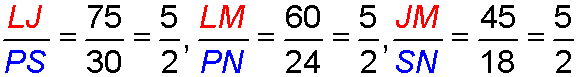 LJ/PS = 75/30 = 5/2, LM/PN = 60/24 = 5/2, JM/SN = 45/18 = 5/2